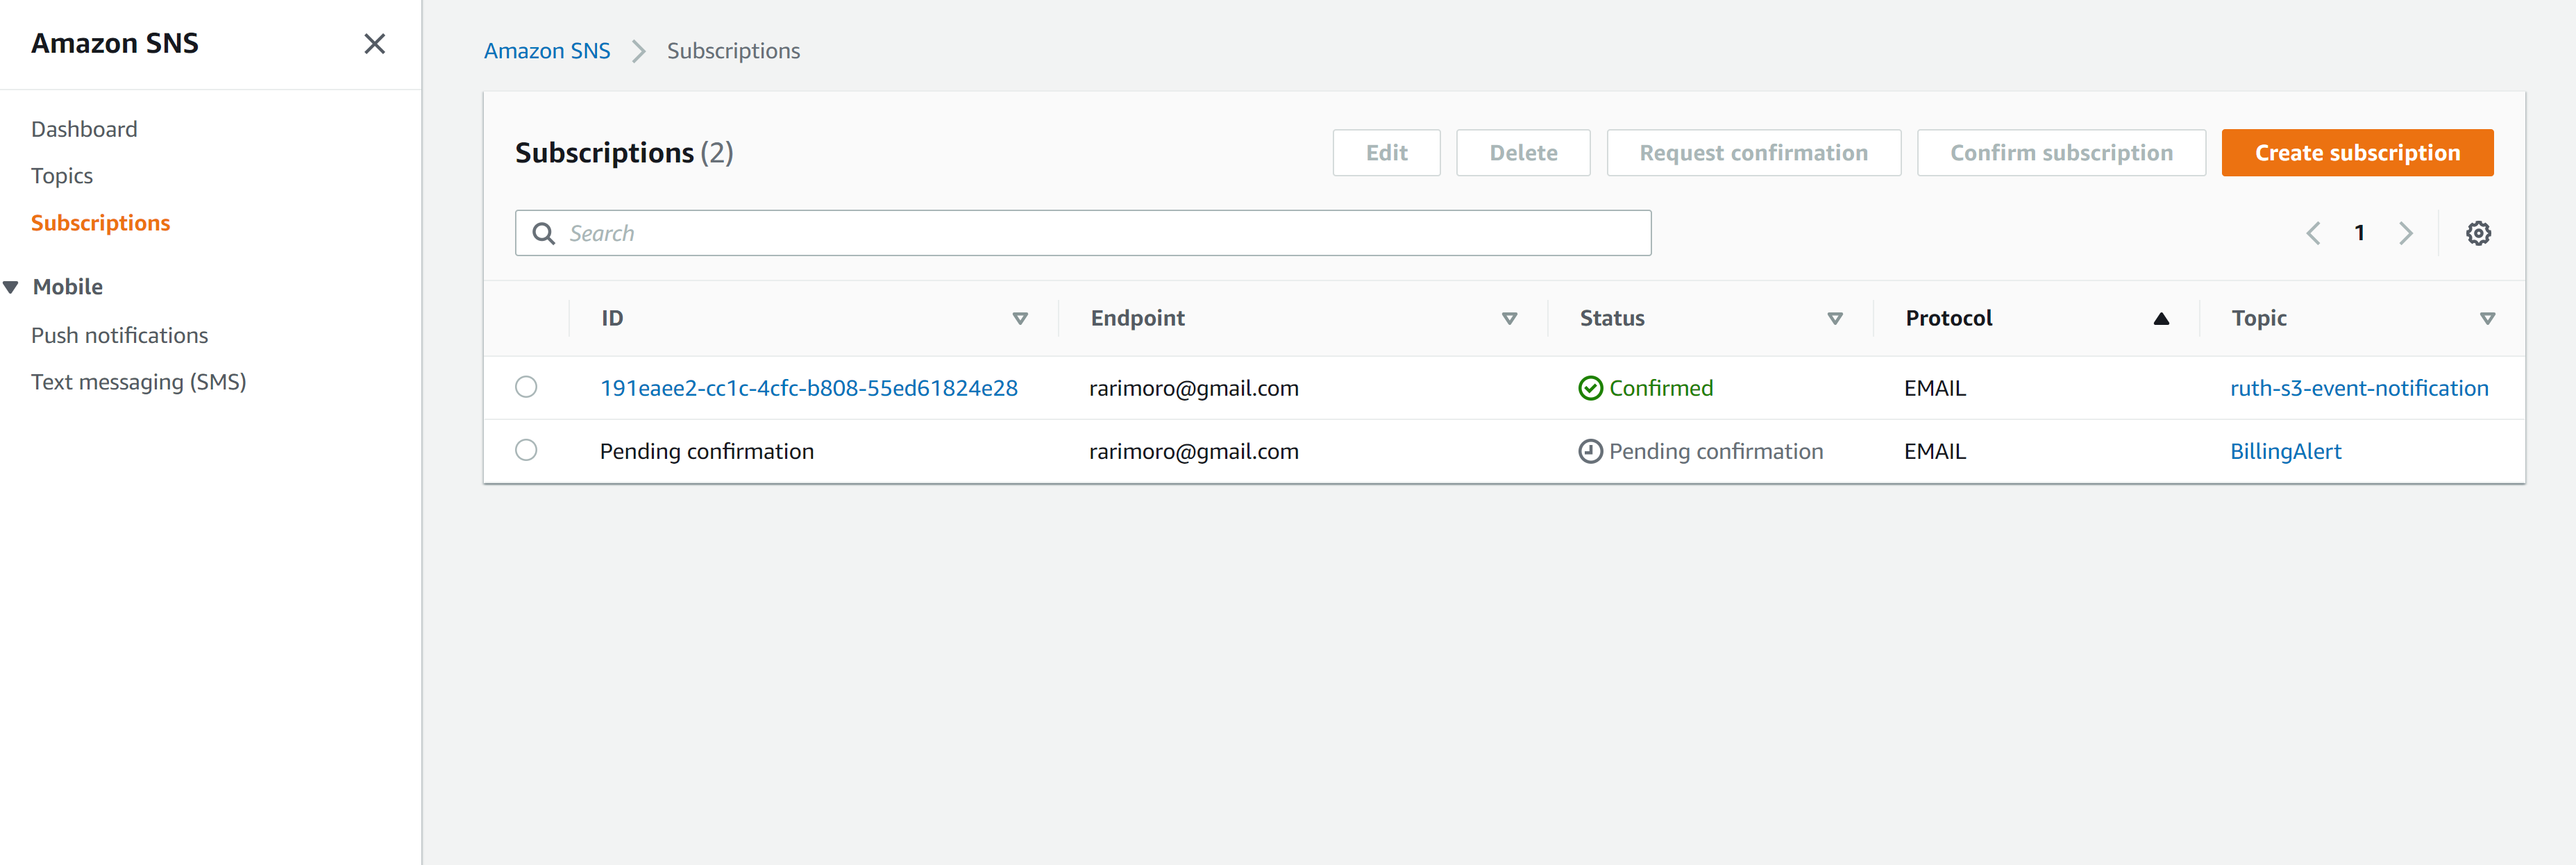 Amazon SNS
Dashboard
Topics
Subscriptions
Mobile
Push notifications
Text messaging (SMS)
Amazon SNS Subscriptions
Subscriptions (2) Edit Delete Request confirmation Confirm subscription Create subscription
Search 1
ID Endpoint Status Protocol Topic
191eaee2-cc1c-4cfc-b808-55ed61824e28 rarimoro@gmail.com Confirmed EMAIL ruth-s3-event-notification
Pending confirmation rarimoro@gmail.com Pending confirmation EMAIL BillingAlert